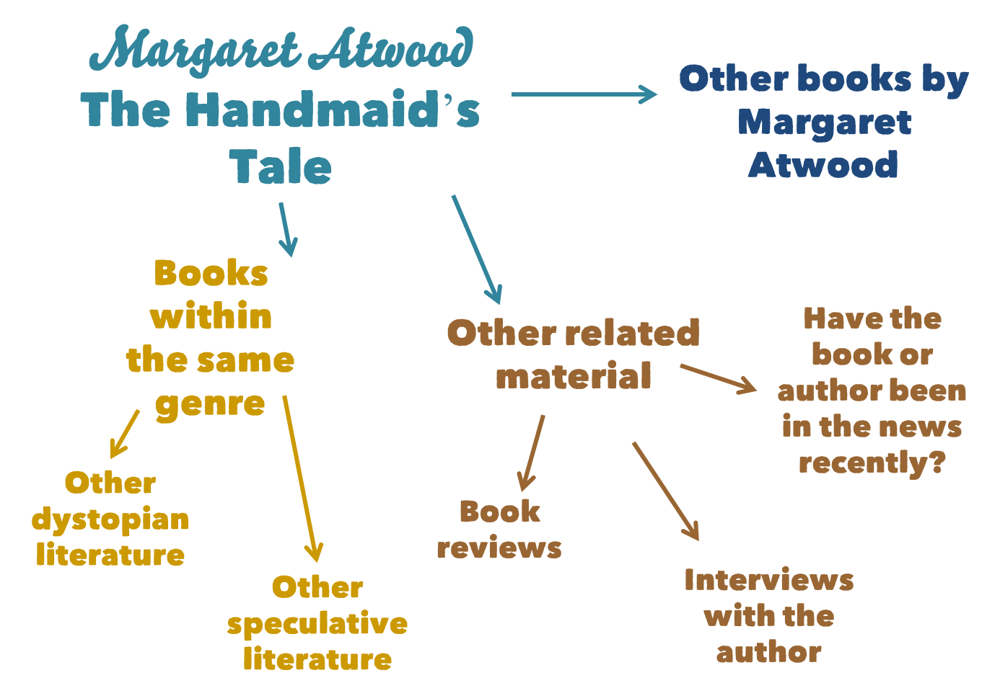 Margaret Atwood
The Handmaid’s
Tale
Other books by
Margaret
Atwood
Books
within
the same
genre
Other related
material
Have the
book or
author been
in the news
recently?
Other
dystopian
literature
Book
reviews
Other
speculative
literature
Interviews
with the
author